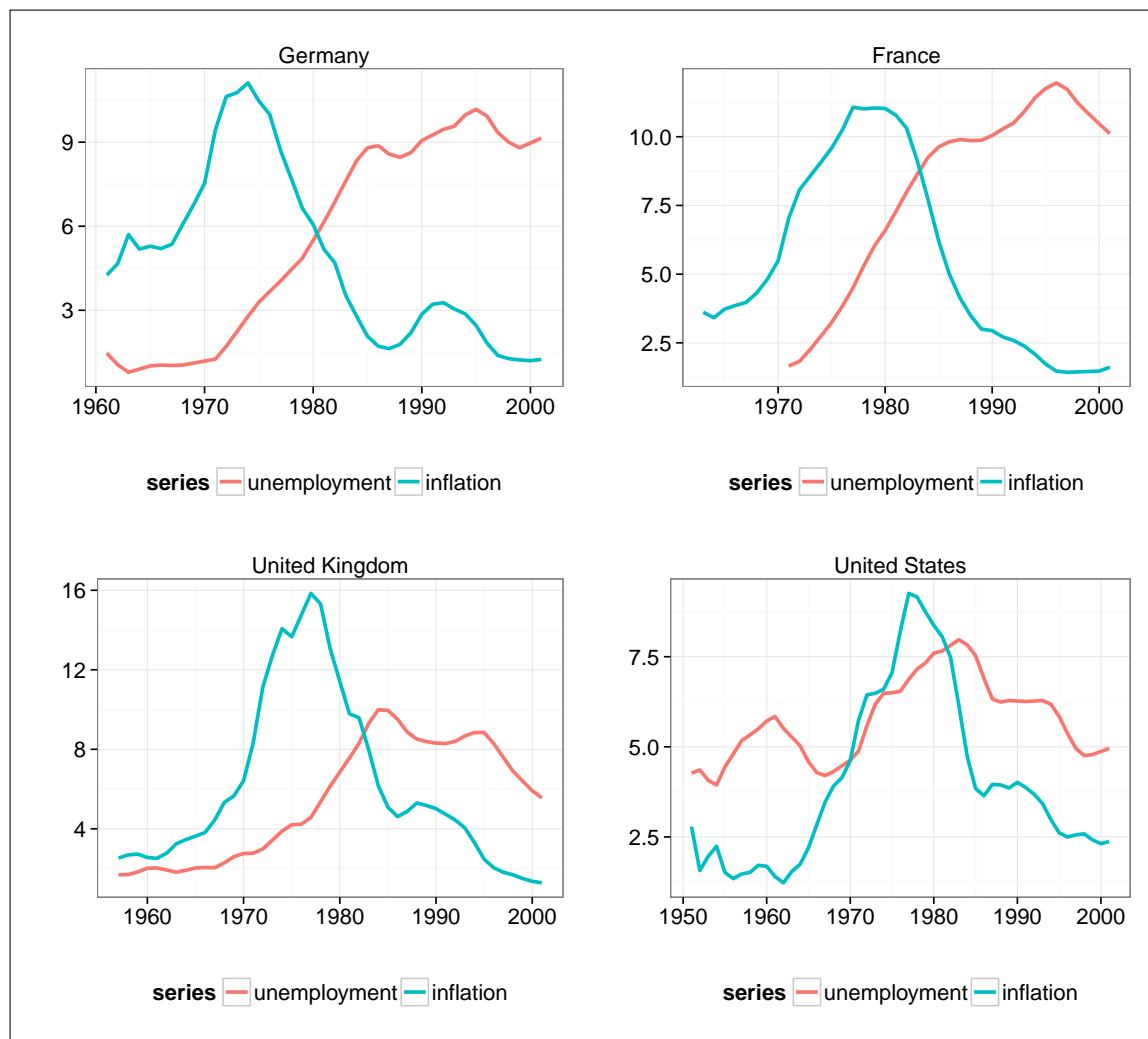 Germany
9
6
3
1960 1970 1980 1990 2000
series unemployment inflation
France
10.0
7.5
5.0
2.5
1970 1980 1990 2000
series unemployment inflation
United Kingdom
16
12
8
4
1960 1970 1980 1990 2000
series unemployment inflation
United States
7.5
5.0
2.5
1950 1960 1970 1980 1990 2000
series unemployment inflation